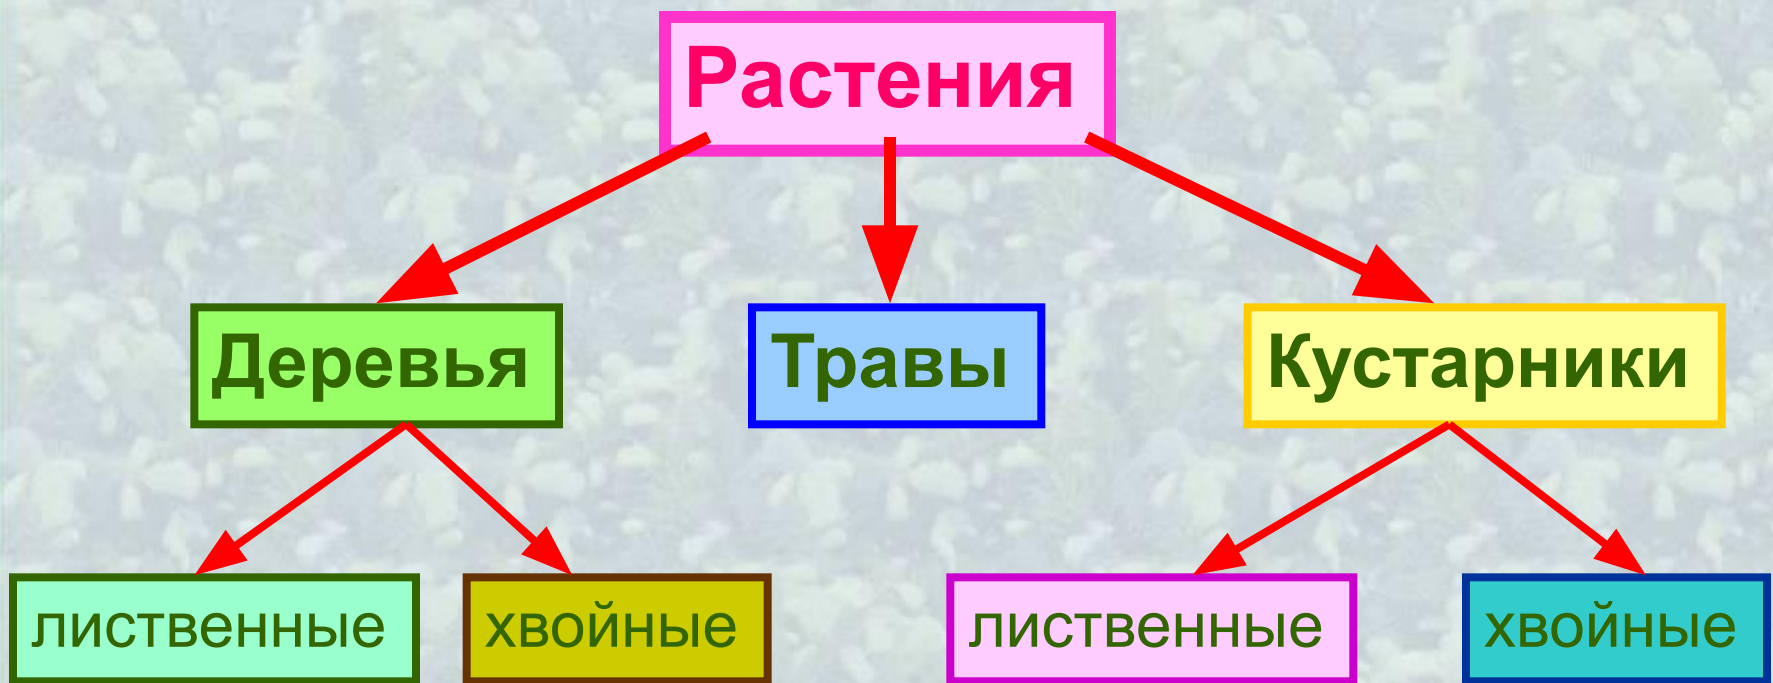 Растения
Деревья
Травы
Кустарники
лиственные
хвойные
лиственные
хвойные